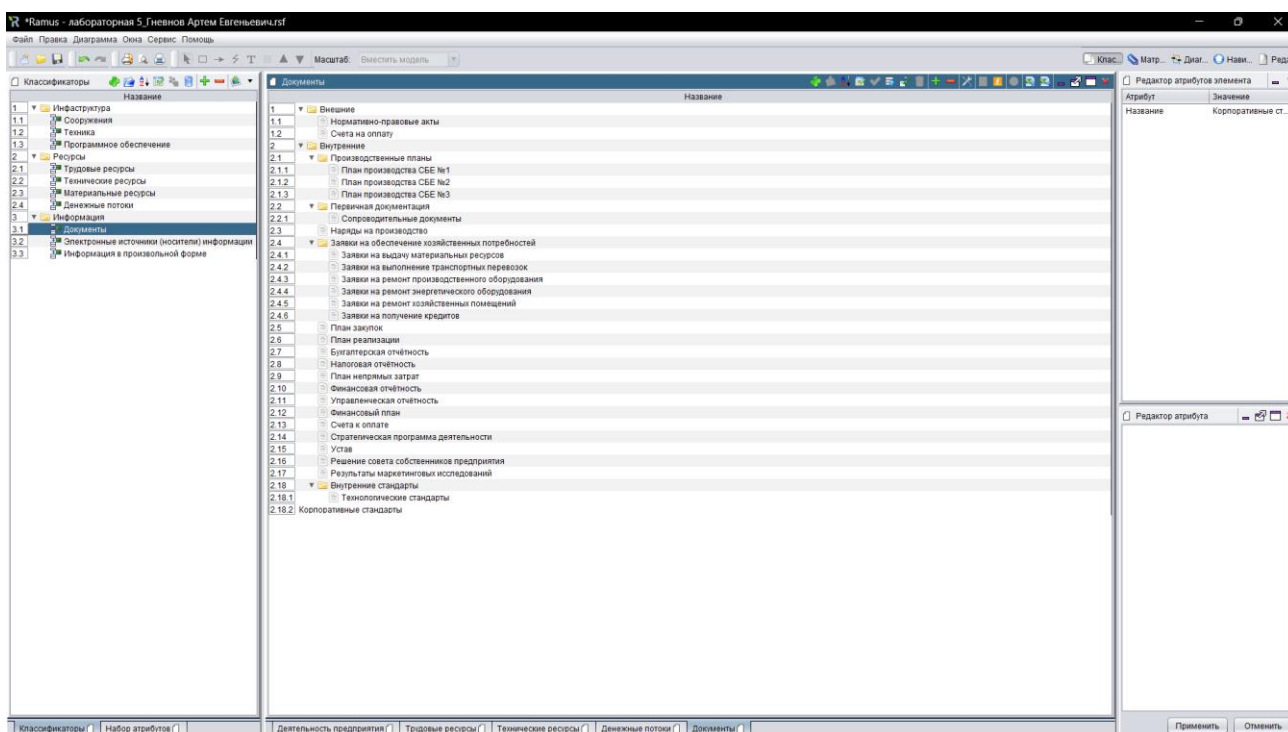 *Ramus - лабораторная 5_Гневнов Артем Евгеньевич.rsf
Файл Правка Диаграмма Окна Сервис Помощь
Масштаб: Вместить модель
Клас... Матр... Диаг... Нави... Реда
Классификаторы
Название
1 Инфаструктура
1.1 Сооружения
1.2 Техника
1.3 Программное обеспечение
2 Ресурсы
2.1 Трудовые ресурсы
2.2 Технические ресурсы
2.3 Материальные ресурсы
2.4 Денежные потоки
3 Информация
3.1 Документы
3.2 Электронные источники (носители) информации
3.3 Информация в произвольной форме
Классификаторы Набор атрибутов
Документы
Название
1 Внешние
1.1 Нормативно-правовые акты
1.2 Счета на оплату
2 Внутренние
2.1 Производственные планы
2.1.1 План производства СБЕ №1
2.1.2 План производства СБЕ №2
2.1.3 План производства СБЕ №3
2.2 Первичная документация
2.2.1 Сопроводительные документы
2.3 Наряды на производство
2.4 Заявки на обеспечение хозяйственных потребностей
2.4.1 Заявки на выдачу материальных ресурсов
2.4.2 Заявки на выполнение транспортных перевозок
2.4.3 Заявки на ремонт производственного оборудования
2.4.4 Заявки на ремонт энергетического оборудования
2.4.5 Заявки на ремонт хозяйственных помещений
2.4.6 Заявки на получение кредитов
2.5 План закупок
2.6 План реализации
2.7 Бухгалтерская отчётность
2.8 Налоговая отчётность
2.9 План непрямых затрат
2.10 Финансовая отчётность
2.11 Управленческая отчётность
2.12 Финансовый план
2.13 Счета к оплате
2.14 Стратегическая программа деятельности
2.15 Устав
2.16 Решение совета собственников предприятия
2.17 Результаты маркетинговых исследований
2.18 Внутренние стандарты
2.18.1 Технологические стандарты
2.18.2 Корпоративные стандарты
Деятельность предприятия Трудовые ресурсы Технические ресурсы Денежные потоки Документы
Редактор атрибутов элемента
Атрибут Значение
Название Корпоративные ст...
Редактор атрибута
Применить Отменить